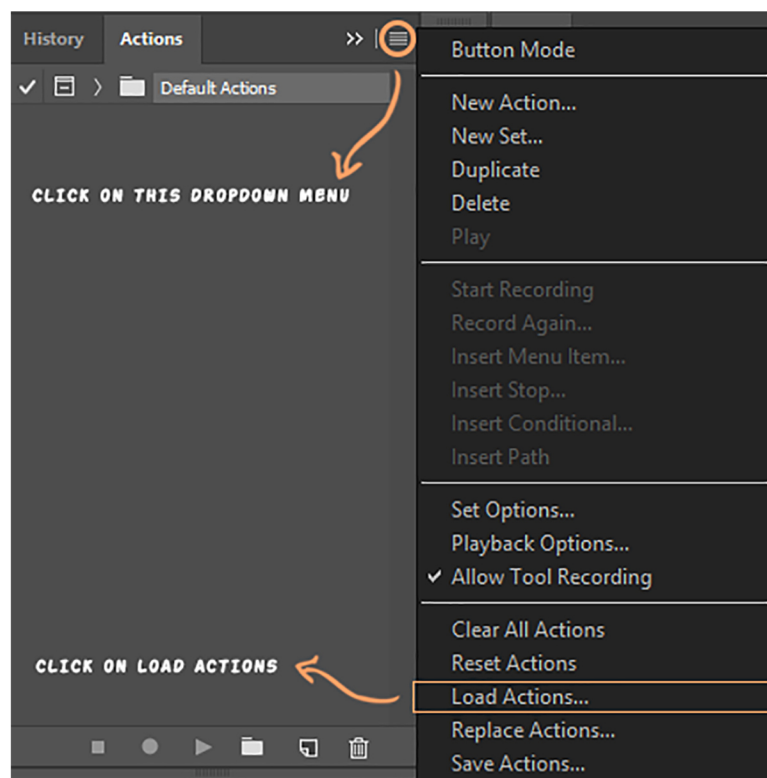 History
Actions
Default Actions
CLICK ON THIS DROPDOWN MENU
CLICK ON LOAD ACTIONS
Button Mode
New Action...
New Set...
Duplicate
Delete
Play
Start Recording
Record Again...
Insert Menu Item...
Insert Stop...
Insert Conditional...
Insert Path
Set Options...
Playback Options...
Allow Tool Recording
Clear All Actions
Reset Actions
Load Actions...
Replace Actions...
Save Actions...